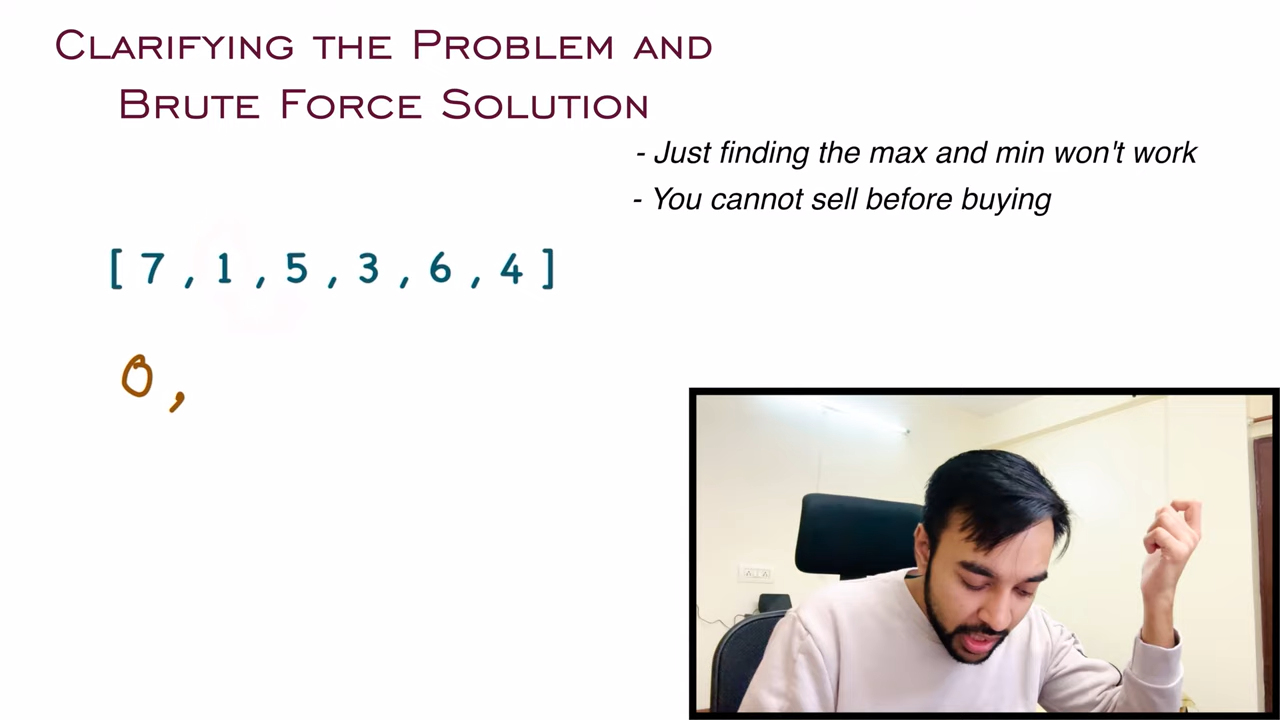 CLARIFYING THE PROBLEM AND
BRUTE FORCE SOLUTION
- Just finding the max and min won't work
- You cannot sell before buying
[ 7 , 1 , 5 , 3 , 6 , 4 ]
0 ,